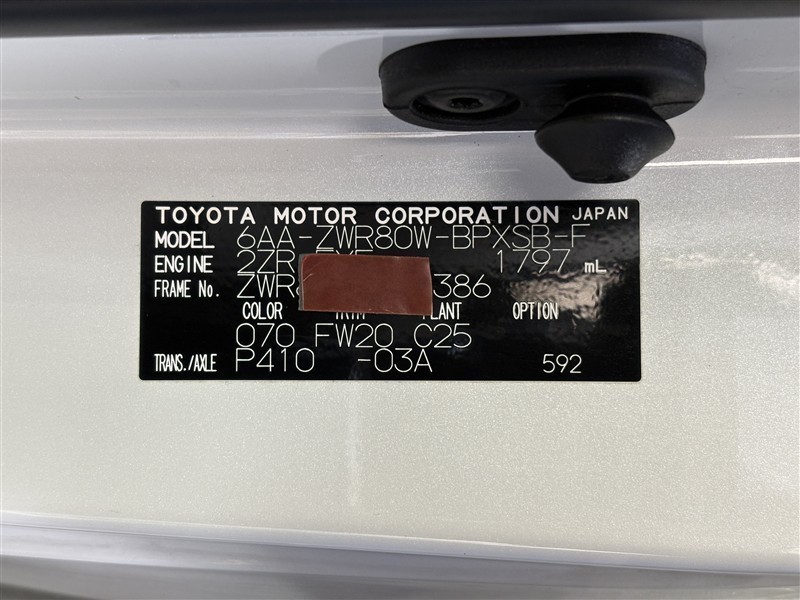 TOYOTA MOTOR CORPORATION JAPAN
MODEL 6AA-ZWR80W-BPXSB-F
ENGINE 1797 mL
FRAME No. 386
COLOR PLANT OPTION
070 FW20 C25
TRANS./AXLE P410 -03A 592